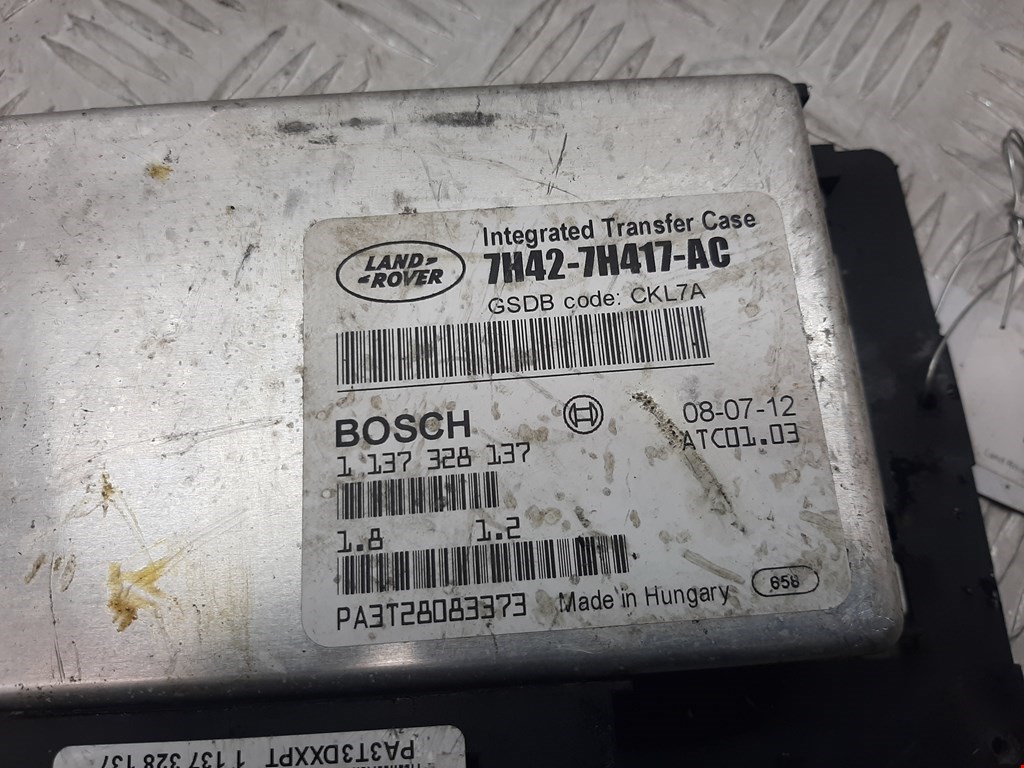 LAND-
-ROVER
Integrated Transfer Case
7H42-7H417-AC
GSDB code: CKL7A
BOSCH
08-07-12
1 137 328 137
ATC01.03
1.8 1.2
PA3T28083373 Made in Hungary 658
PA3T3DXXPT 1 137 328 137